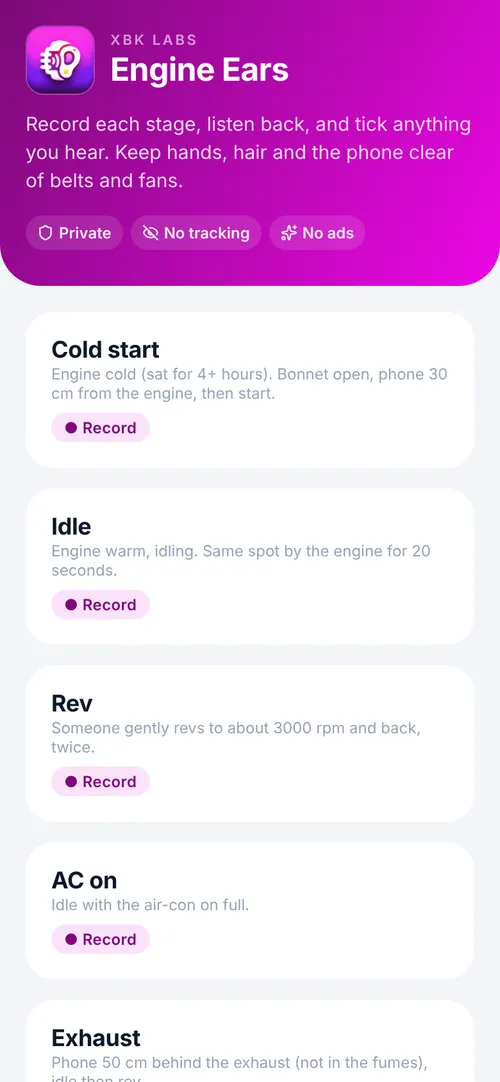 XBK LABS
Engine Ears
Record each stage, listen back, and tick anything
you hear. Keep hands, hair and the phone clear
of belts and fans.
Private
No tracking
No ads
Cold start
Engine cold (sat for 4+ hours). Bonnet open, phone 30
cm from the engine, then start.
Record
Idle
Engine warm, idling. Same spot by the engine for 20
seconds.
Record
Rev
Someone gently revs to about 3000 rpm and back,
twice.
Record
AC on
Idle with the air-con on full.
Record
Exhaust
Phone 50 cm behind the exhaust (not in the fumes),
idle then rev.